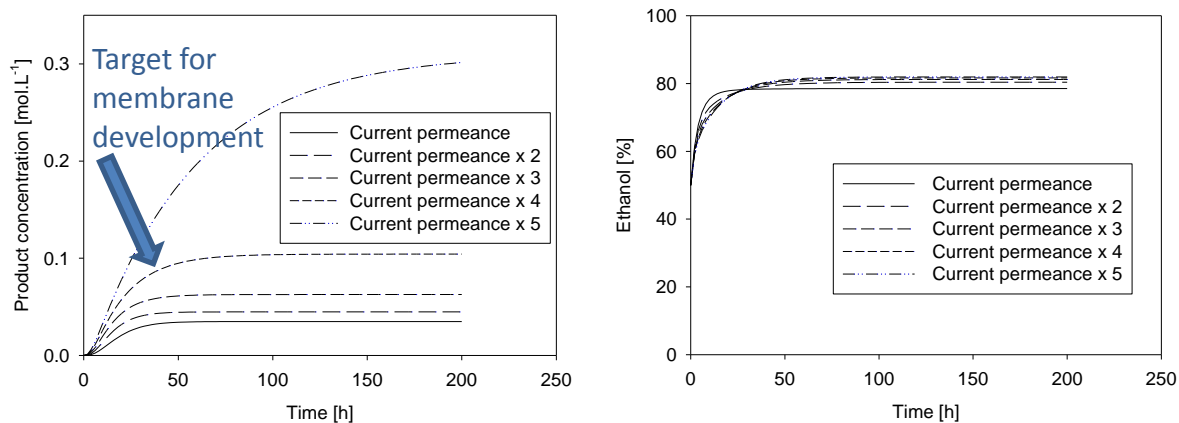 Product concentration [mol.L-1]
0.3
0.2
0.1
0.0
0
50
100
150
200
250
Time [h]
Target for
membrane
development
Current permeance
Current permeance x 2
Current permeance x 3
Current permeance x 4
Current permeance x 5
Ethanol [%]
100
80
60
40
20
0
0
50
100
150
200
250
Time [h]
Current permeance
Current permeance x 2
Current permeance x 3
Current permeance x 4
Current permeance x 5